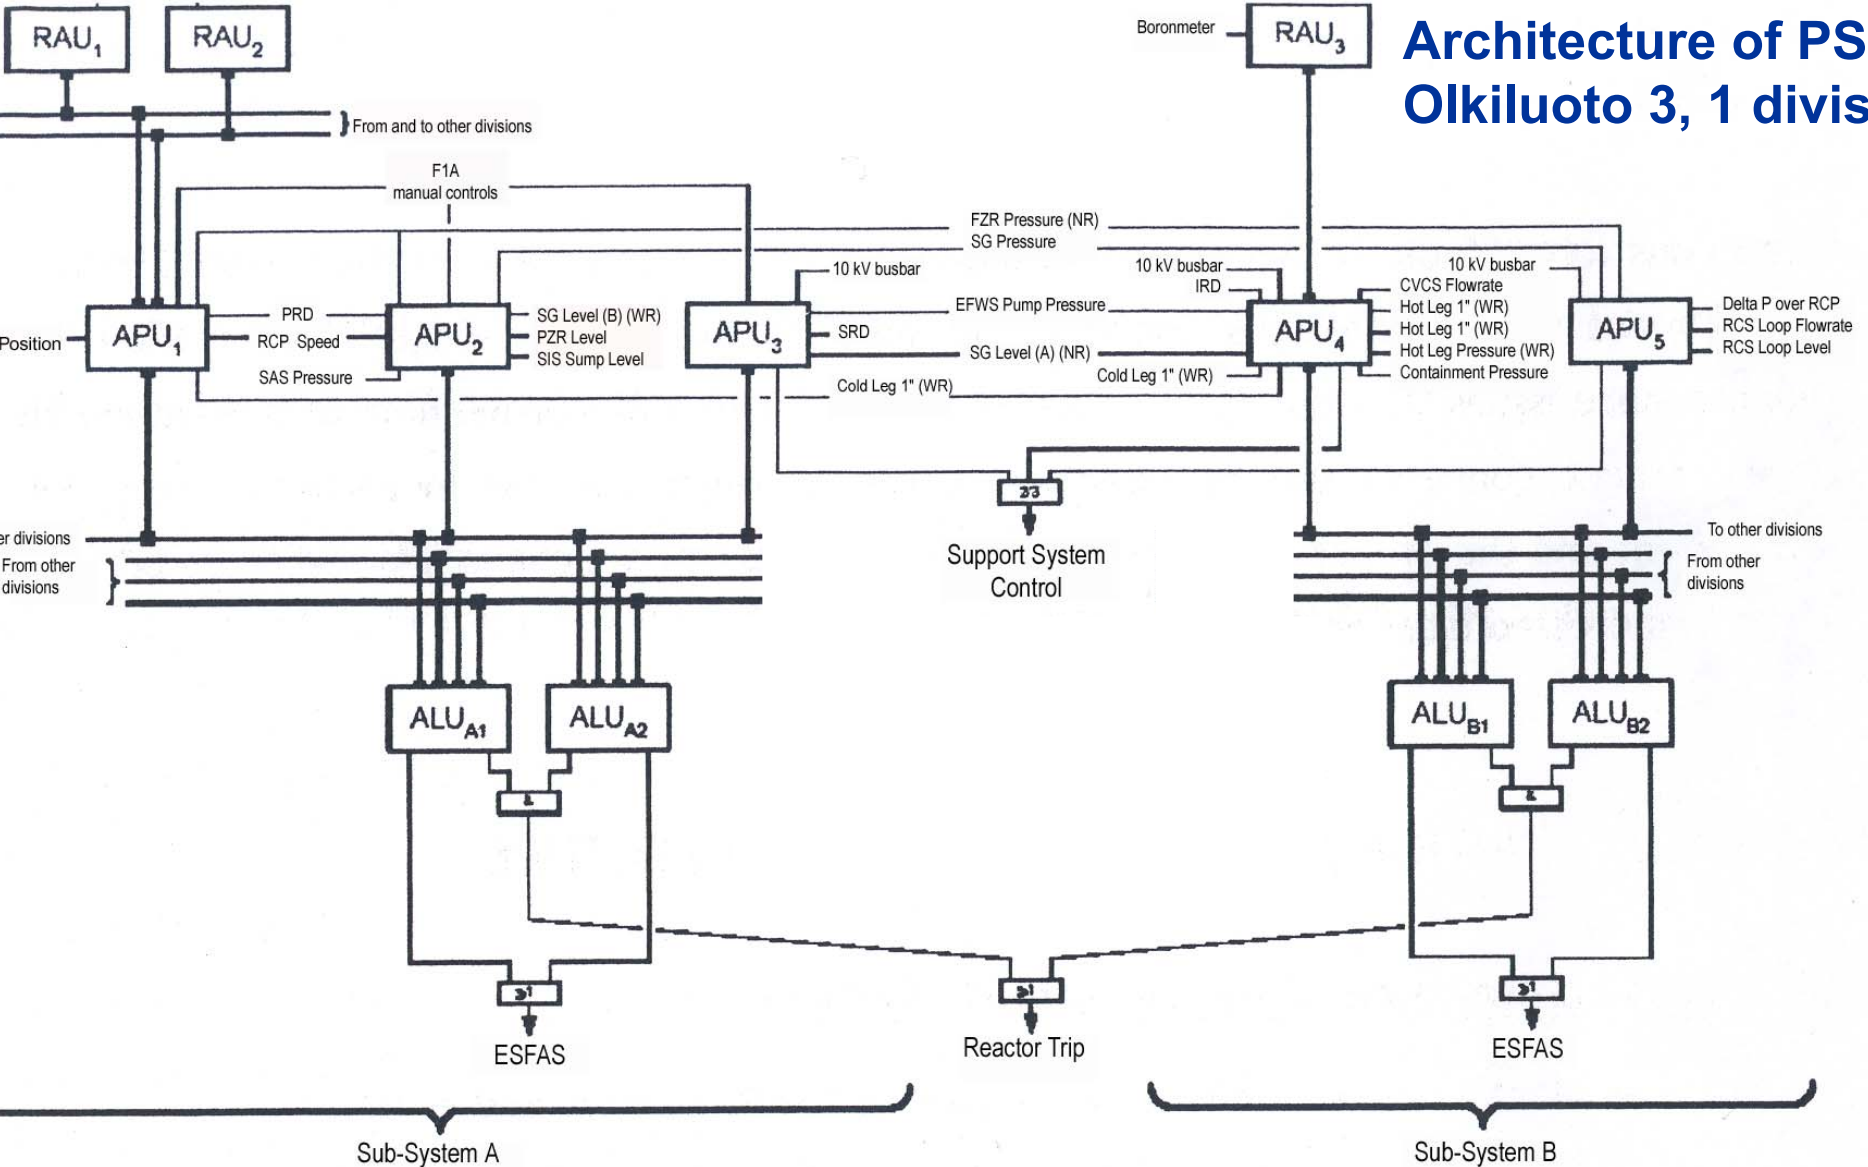 Architecture of PS
Olkiluoto 3, 1 divis
RAU1
RAU2
Boronmeter
RAU3
From and to other divisions
F1A
manual controls
FZR Pressure (NR)
SG Pressure
10 kV busbar
10 kV busbar
IRD
10 kV busbar
CVCS Flowrate
EFWS Pump Pressure
Hot Leg 1" (WR)
Hot Leg 1" (WR)
Hot Leg Pressure (WR)
Containment Pressure
Position
APU1
PRD
RCP Speed
SAS Pressure
APU2
SG Level (B) (WR)
PZR Level
SIS Sump Level
APU3
SRD
SG Level (A) (NR)
Cold Leg 1" (WR)
Cold Leg 1" (WR)
APU4
APU5
Delta P over RCP
RCS Loop Flowrate
RCS Loop Level
2/3
Support System
Control
er divisions
From other
divisions
To other divisions
From other
divisions
ALUA1
ALUA2
ALUB1
ALUB2
&
&
≥1
≥1
≥1
ESFAS
Reactor Trip
ESFAS
Sub-System A
Sub-System B